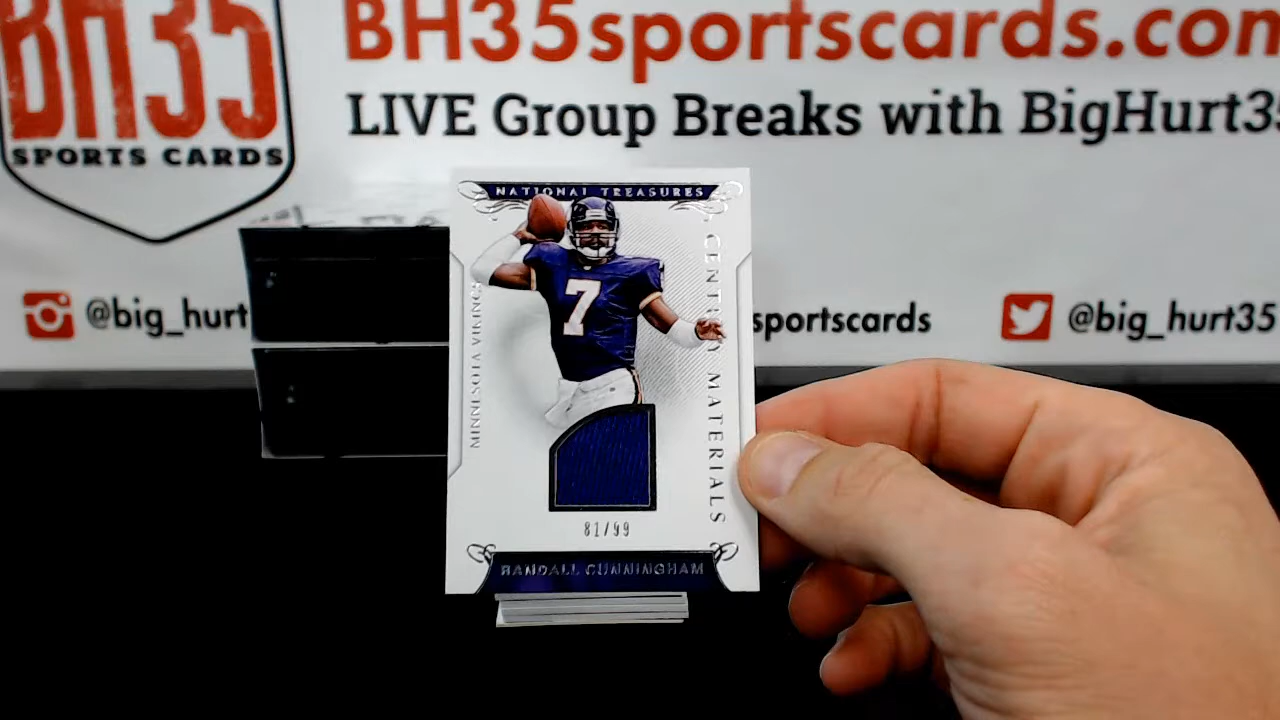 BH35
SPORTS CARDS
BH35sportscards.com
LIVE Group Breaks with BigHurt35
@big_hurt
sportscards
@big_hurt35
NATIONAL TREASURES
MINNESOTA VIKINGS
CENTURY MATERIALS
7
81/99
RANDALL CUNNINGHAM